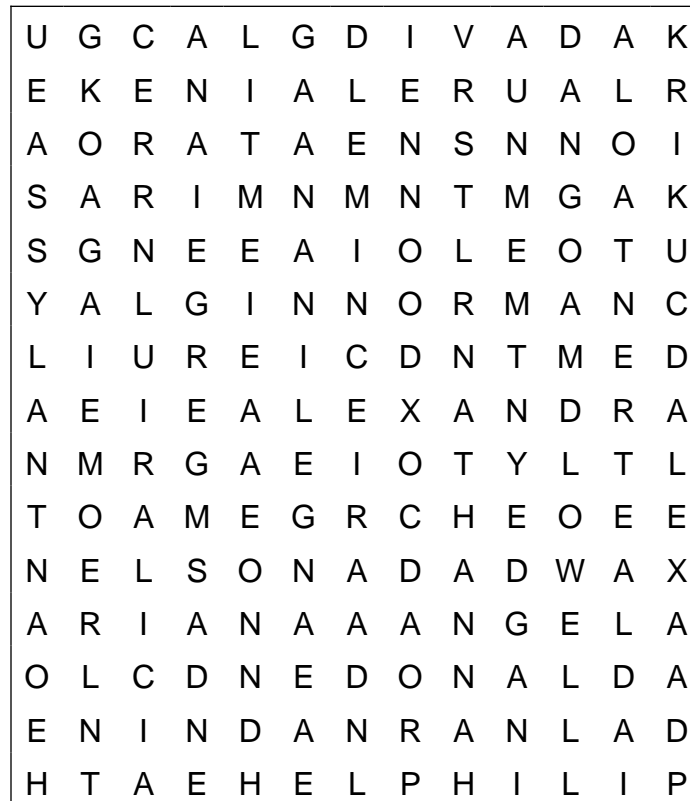 U G C A L G D I V A D A K
E K E N I A L E R U A L R
A O R A T A E N S N N O I
S A R I M N M N T M G A K
S G N E E A I O L E O T U
Y A L G I N N O R M A N C
L I U R E I C D N T M E D
A E I E A L E X A N D R A
N M R G A E I O T Y L T L
T O A M E G R C H E O E E
N E L S O N A D A D W A X
A R I A N A A A N G E L A
O L C D N E D O N A L D A
E N I N D A N R A N L A D
H T A E H E L P H I L I P